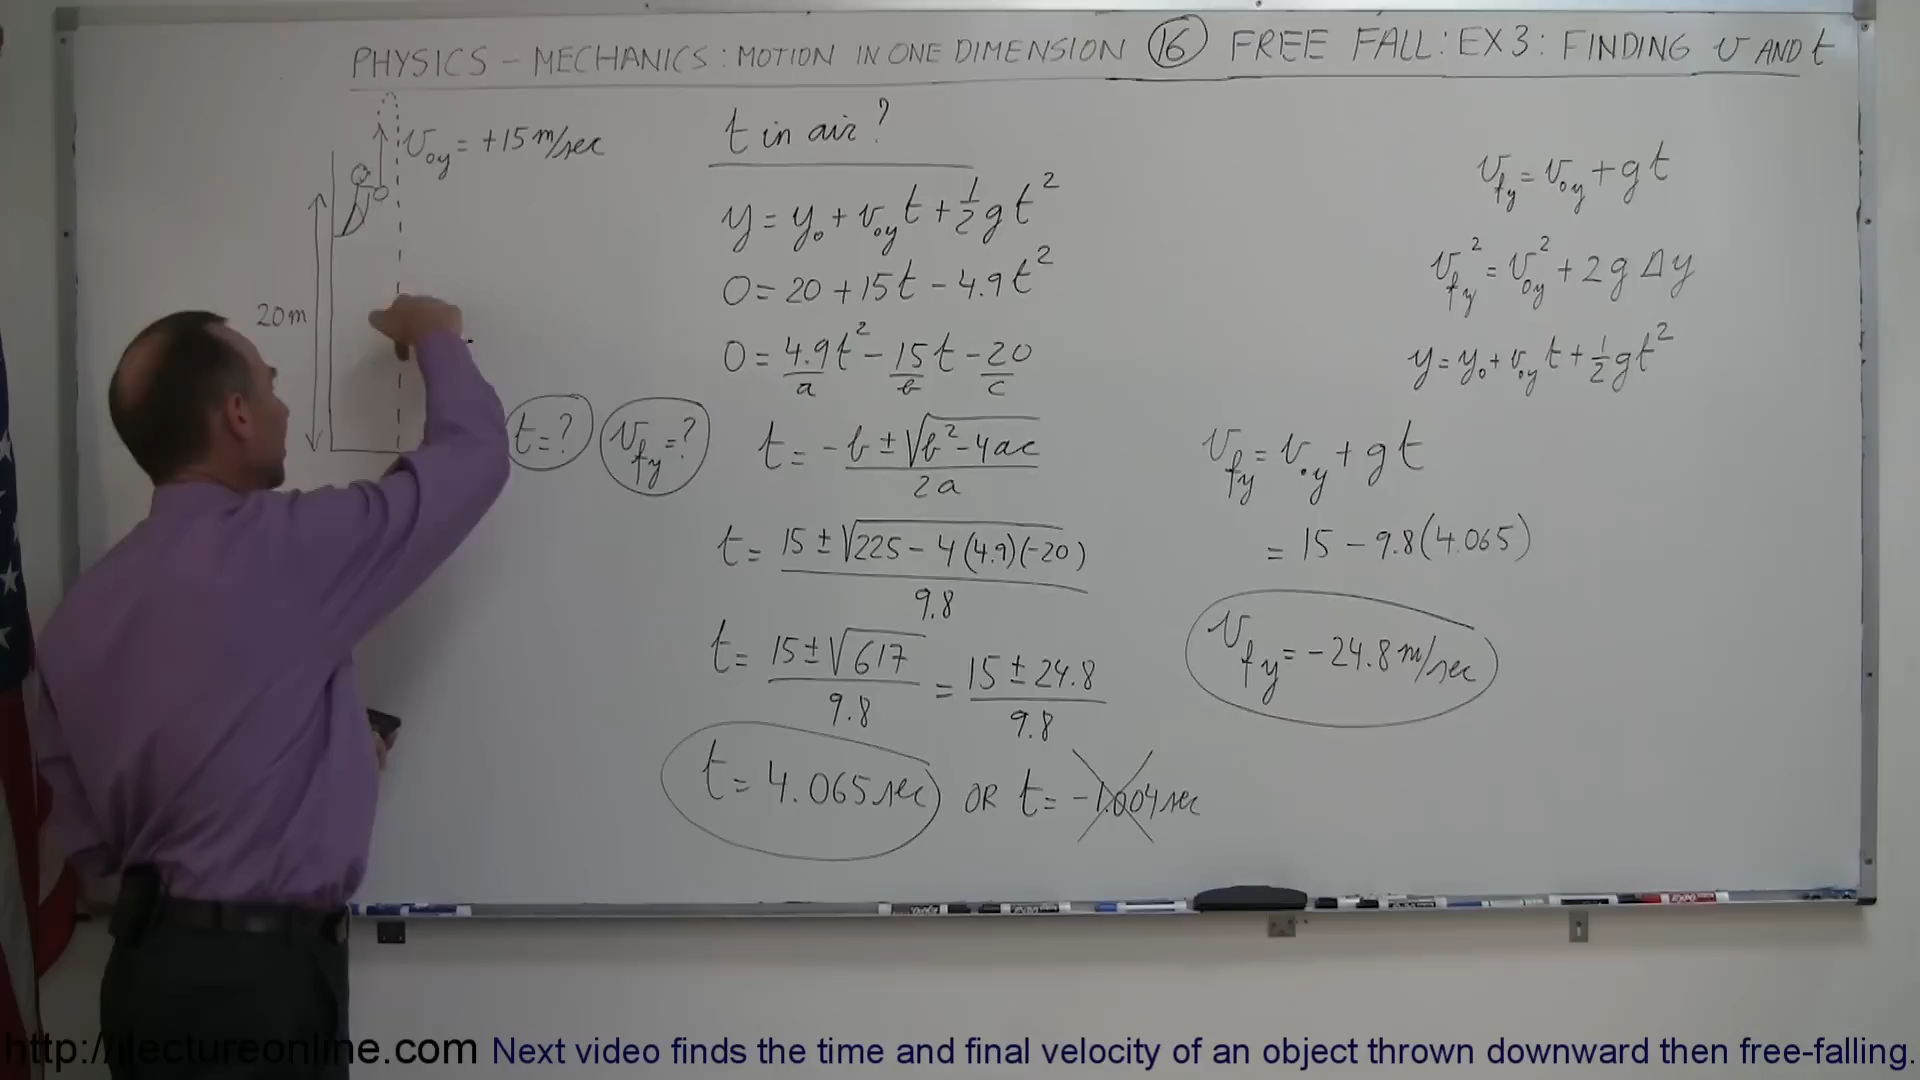 PHYSICS - MECHANICS: MOTION IN ONE DIMENSION ⑯ FREE FALL: EX 3: FINDING v AND t
v₀y = +15 m/sec
20m
t=?
v_fy=?
t in air?
y = y₀ + v₀y t + ½ g t²
0 = 20 + 15t - 4.9t²
0 = 4.9t² - 15t - 20
a b c
t = -b ± √(b² - 4ac) / 2a
t = 15 ± √(225 - 4(4.9)(-20)) / 9.8
t = 15 ± √617 / 9.8 = 15 ± 24.8 / 9.8
t = 4.065 sec OR t = -1.004 sec
v_fy = v₀y + gt
v_fy² = v₀y² + 2g Δy
y = y₀ + v₀y t + ½ g t²
v_fy = v₀y + gt
= 15 - 9.8(4.065)
v_fy = -24.8 m/sec
http://ilectureonline.com Next video finds the time and final velocity of an object thrown downward then free-falling.